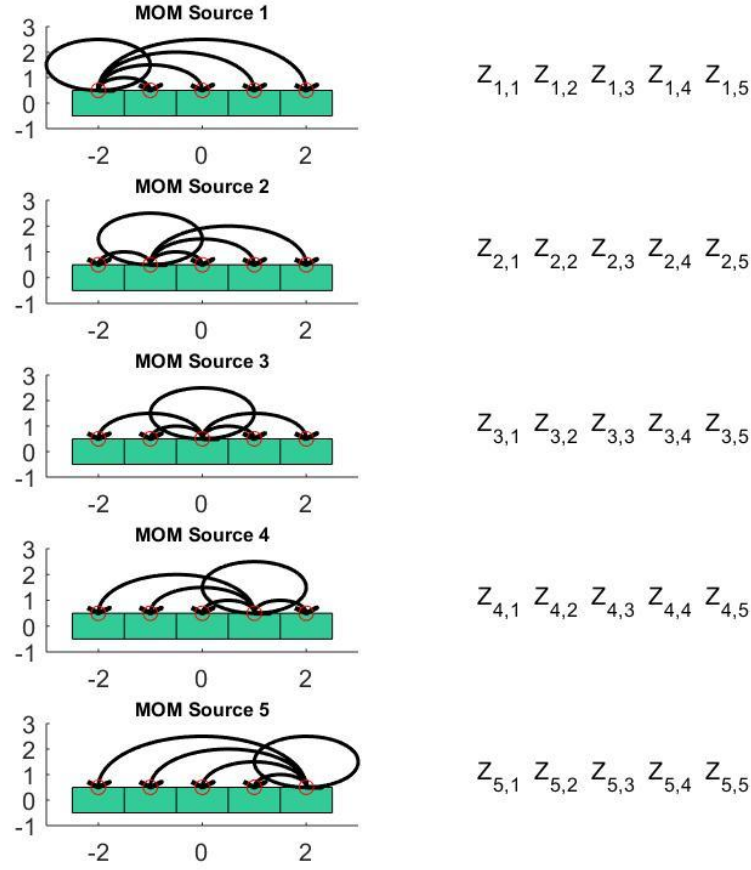 MOM Source 1
3
2
1
0
-1
-2 0 2
Z1,1 Z1,2 Z1,3 Z1,4 Z1,5
MOM Source 2
3
2
1
0
-1
-2 0 2
Z2,1 Z2,2 Z2,3 Z2,4 Z2,5
MOM Source 3
3
2
1
0
-1
-2 0 2
Z3,1 Z3,2 Z3,3 Z3,4 Z3,5
MOM Source 4
3
2
1
0
-1
-2 0 2
Z4,1 Z4,2 Z4,3 Z4,4 Z4,5
MOM Source 5
3
2
1
0
-1
-2 0 2
Z5,1 Z5,2 Z5,3 Z5,4 Z5,5